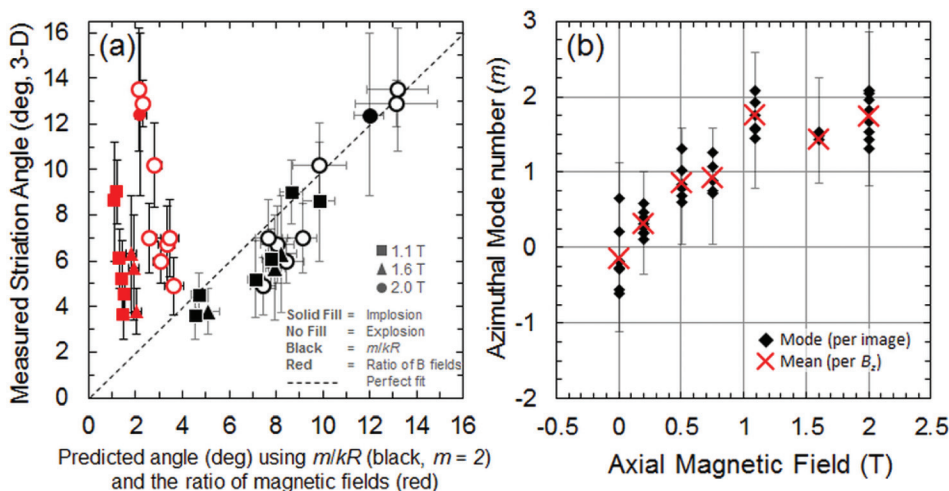 (a)
Measured Striation Angle (deg, 3-D)
16
14
12
10
8
6
4
2
0
0 2 4 6 8 10 12 14 16
1.1 T
1.6 T
2.0 T
Solid Fill = Implosion
No Fill = Explosion
Black = m/kR
Red = Ratio of B fields
Perfect fit
Predicted angle (deg) using m/kR (black, m = 2)
and the ratio of magnetic fields (red)
(b)
Azimuthal Mode number (m)
3
2
1
0
-1
-2
-0.5 0 0.5 1 1.5 2 2.5
Mode (per image)
Mean (per Bz)
Axial Magnetic Field (T)